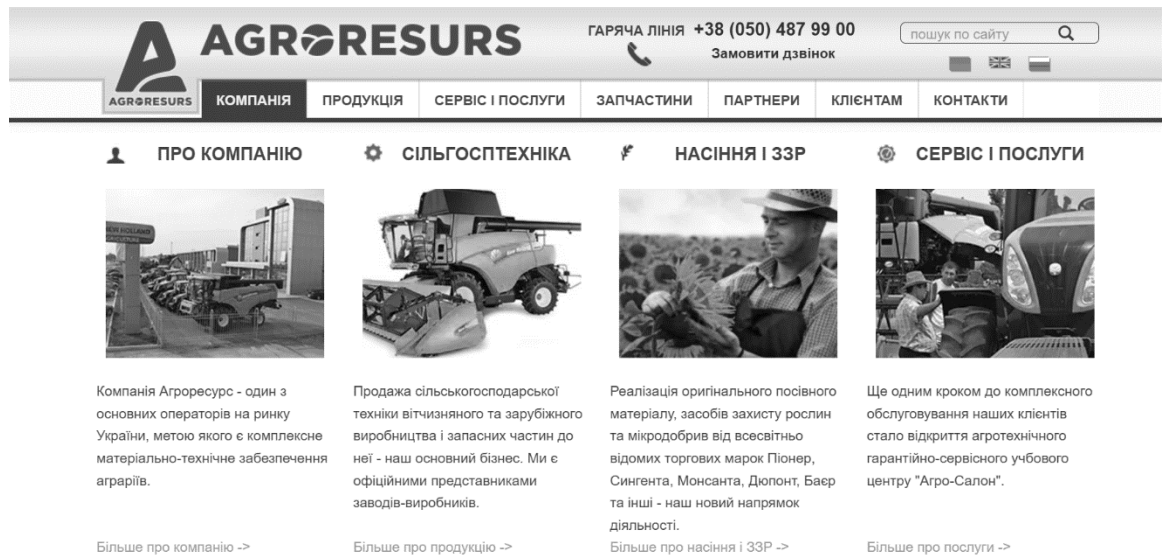 AGRORESURS
ГАРЯЧА ЛІНІЯ +38 (050) 487 99 00
Замовити дзвінок
пошук по сайту
AGRORESURS
КОМПАНІЯ ПРОДУКЦІЯ СЕРВІС І ПОСЛУГИ ЗАПЧАСТИНИ ПАРТНЕРИ КЛІЄНТАМ КОНТАКТИ
ПРО КОМПАНІЮ
NEW HOLLAND
AGRICULTURE
Компанія Агроресурс - один з
основних операторів на ринку
України, метою якого є комплексне
матеріально-технічне забезпечення
аграріїв.
Більше про компанію ->
СІЛЬГОСПТЕХНІКА
Продажа сільськогосподарської
техніки вітчизняного та зарубіжного
виробництва і запасних частин до
неї - наш основний бізнес. Ми є
офіційними представниками
заводів-виробників.
Більше про продукцію ->
НАСІННЯ І ЗЗР
Реалізація оригінального посівного
матеріалу, засобів захисту рослин
та мікродобрив від всесвітньо
відомих торгових марок Піонер,
Сингента, Монсанта, Дюпонт, Баєр
та інші - наш новий напрямок
діяльності.
Більше про насіння і ЗЗР ->
СЕРВІС І ПОСЛУГИ
Ще одним кроком до комплексного
обслуговування наших клієнтів
стало відкриття агротехнічного
гарантійно-сервісного учбового
центру "Агро-Салон".
Більше про послуги ->